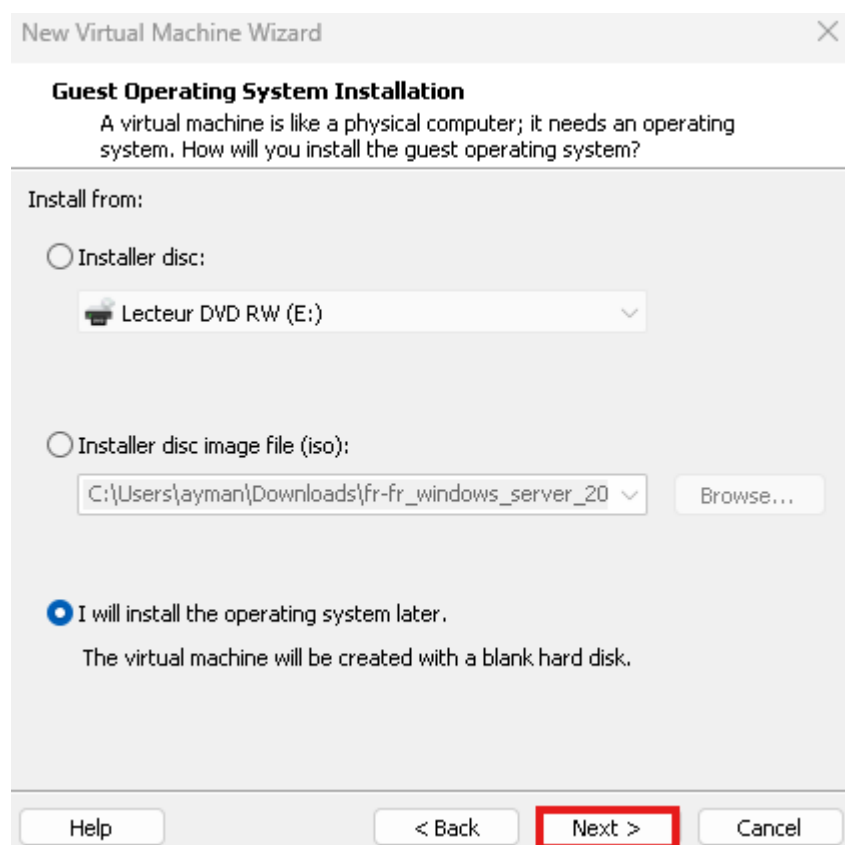 New Virtual Machine Wizard
Guest Operating System Installation
A virtual machine is like a physical computer; it needs an operating
system. How will you install the guest operating system?
Install from:
Installer disc:
Lecteur DVD RW (E:)
Installer disc image file (iso):
C:\Users\ayman\Downloads\fr-fr_windows_server_20
Browse...
I will install the operating system later.
The virtual machine will be created with a blank hard disk.
Help
< Back
Next >
Cancel